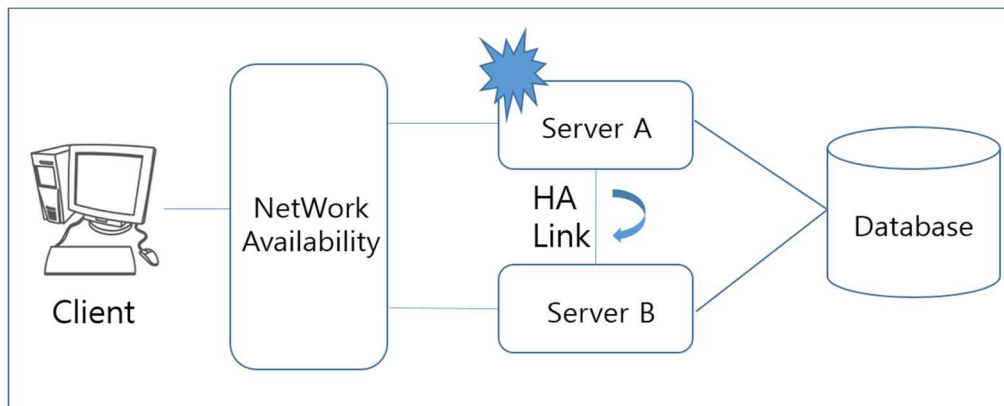 Client
NetWork
Availability
Server A
HA
Link
Server B
Database